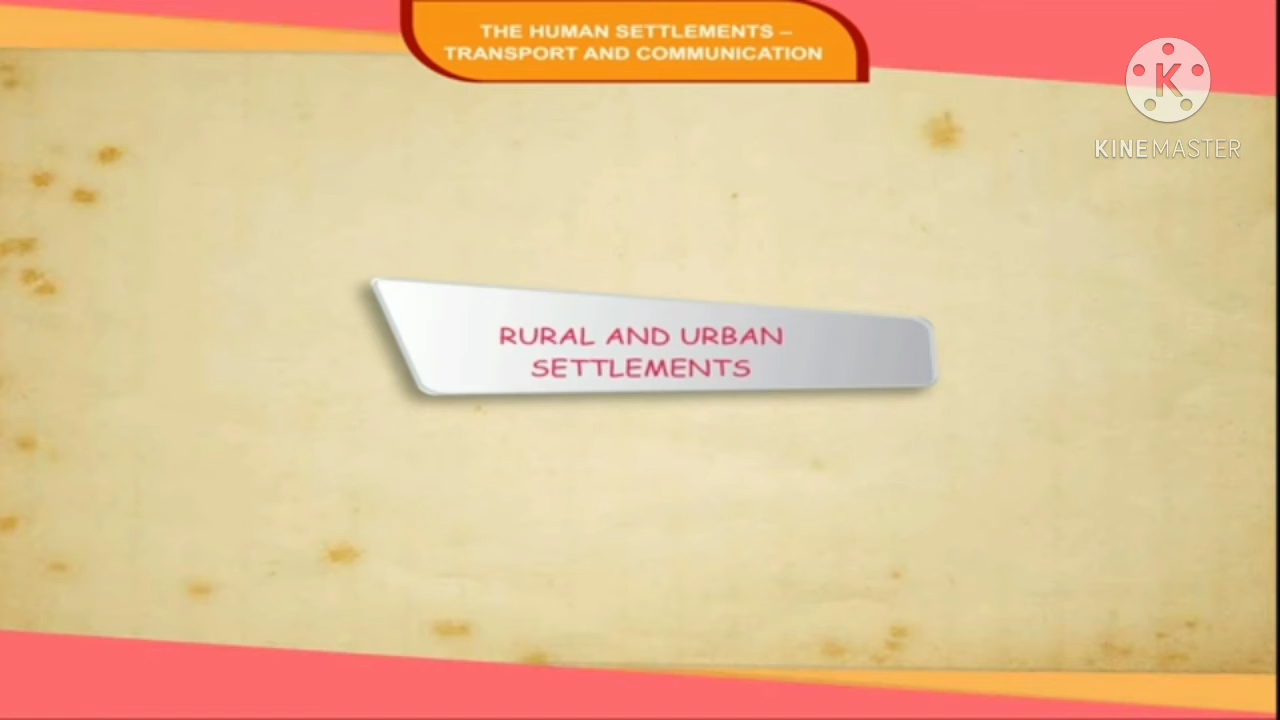 THE HUMAN SETTLEMENTS –
TRANSPORT AND COMMUNICATION
K
KINEMASTER
RURAL AND URBAN
SETTLEMENTS